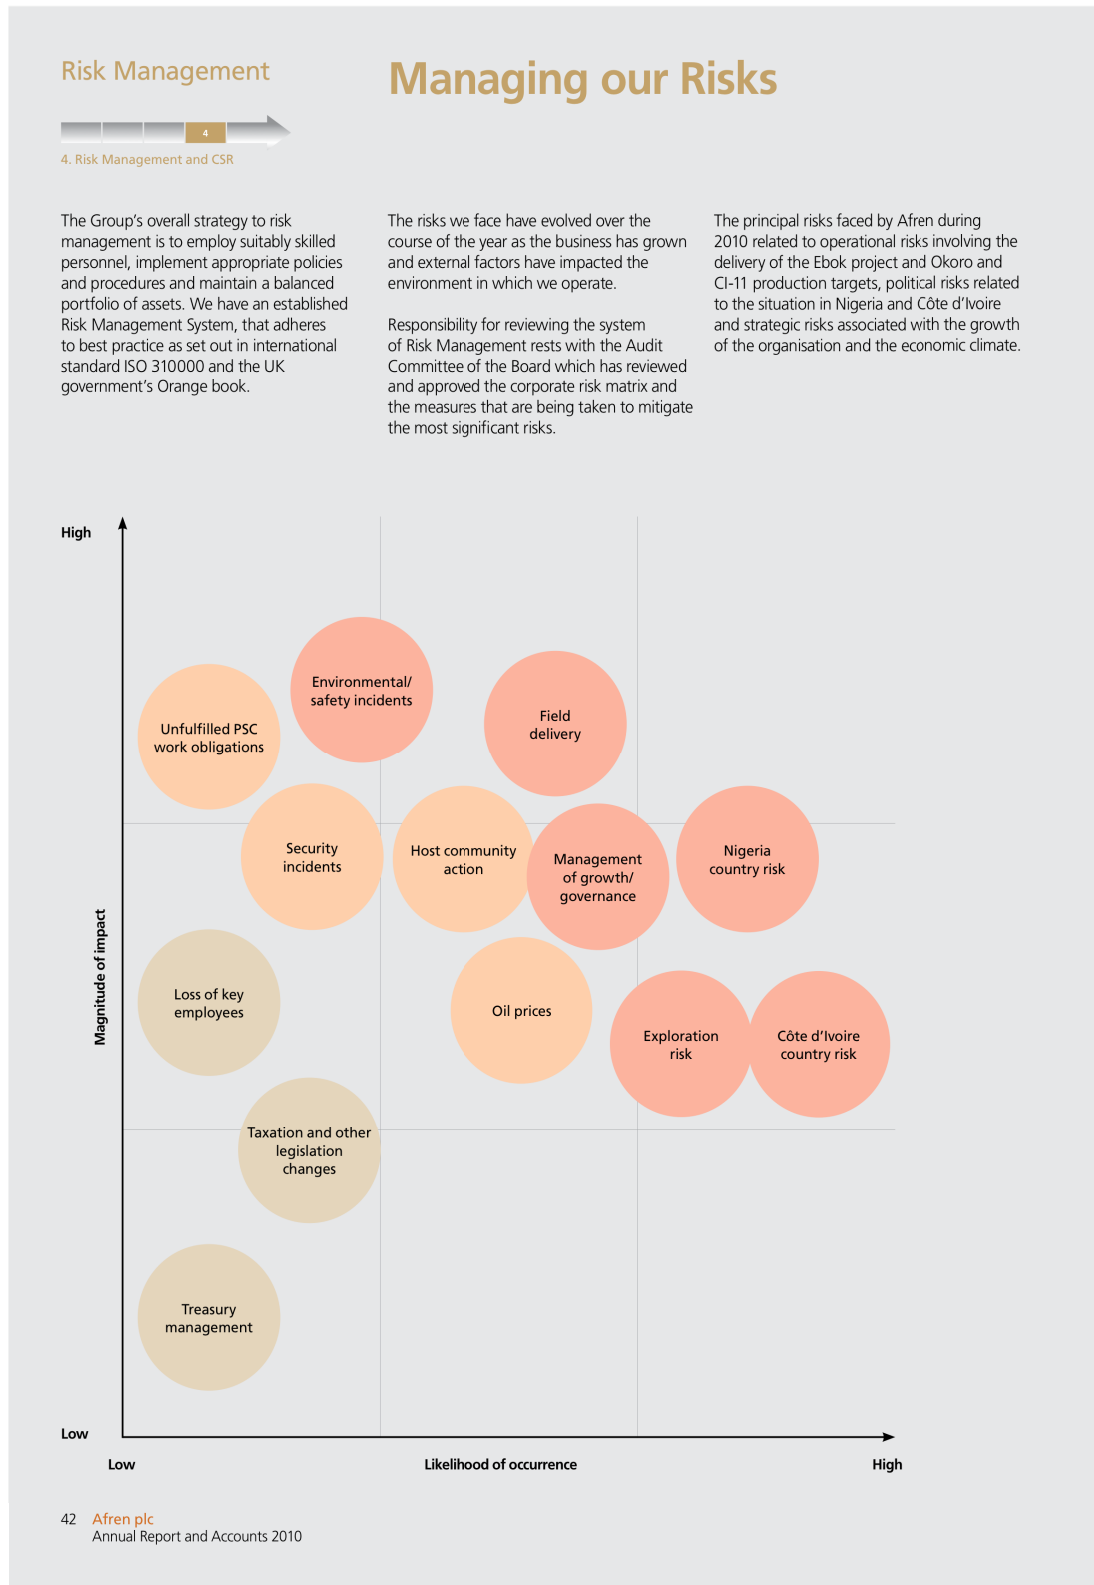 Risk Management
Managing our Risks
4
4. Risk Management and CSR
The Group's overall strategy to risk
management is to employ suitably skilled
personnel, implement appropriate policies
and procedures and maintain a balanced
portfolio of assets. We have an established
Risk Management System, that adheres
to best practice as set out in international
standard ISO 310000 and the UK
government's Orange book.
The risks we face have evolved over the
course of the year as the business has grown
and external factors have impacted the
environment in which we operate.
Responsibility for reviewing the system
of Risk Management rests with the Audit
Committee of the Board which has reviewed
and approved the corporate risk matrix and
the measures that are being taken to mitigate
the most significant risks.
The principal risks faced by Afren during
2010 related to operational risks involving the
delivery of the Ebok project and Okoro and
CI-11 production targets, political risks related
to the situation in Nigeria and Côte d'Ivoire
and strategic risks associated with the growth
of the organisation and the economic climate.
High
Environmental/
safety incidents
Unfulfilled PSC
work obligations
Field
delivery
Security
incidents
Host community
action
Management
of growth/
governance
Nigeria
country risk
Magnitude of impact
Loss of key
employees
Oil prices
Exploration
risk
Côte d'Ivoire
country risk
Taxation and other
legislation
changes
Treasury
management
Low
Low
Likelihood of occurrence
High
42 Afren plc
Annual Report and Accounts 2010